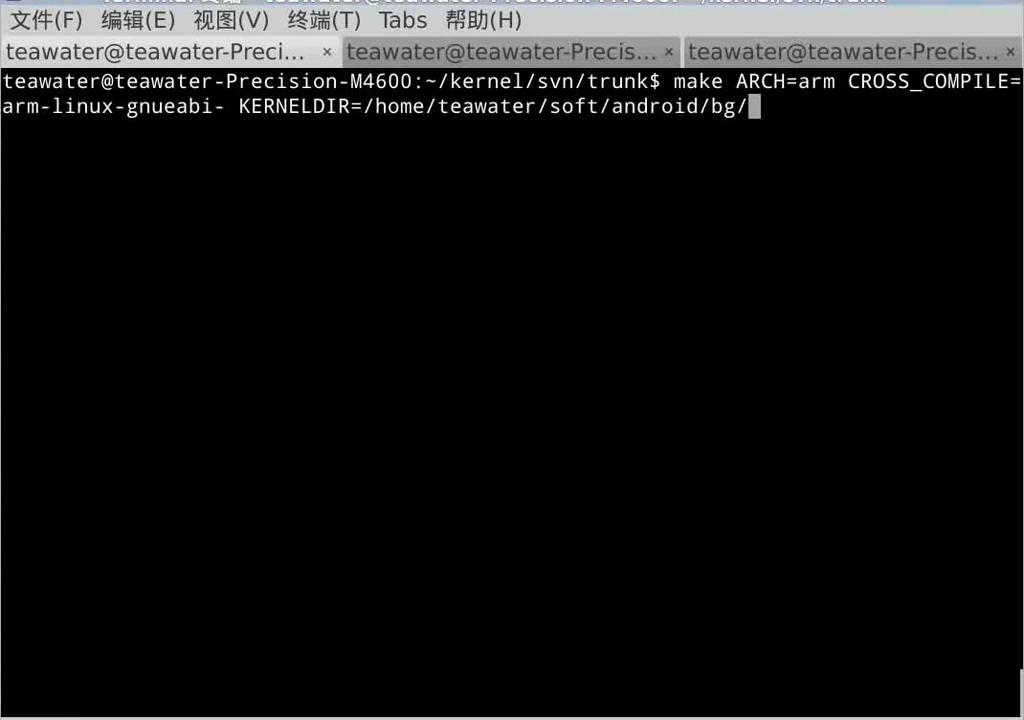 文件(F) 编辑(E) 视图(V) 终端(T) Tabs 帮助(H)
teawater@teawater-Preci... × teawater@teawater-Precis... × teawater@teawater-Precis... ×
teawater@teawater-Precision-M4600:~/kernel/svn/trunk$ make ARCH=arm CROSS_COMPILE=
arm-linux-gnueabi- KERNELDIR=/home/teawater/soft/android/bg/